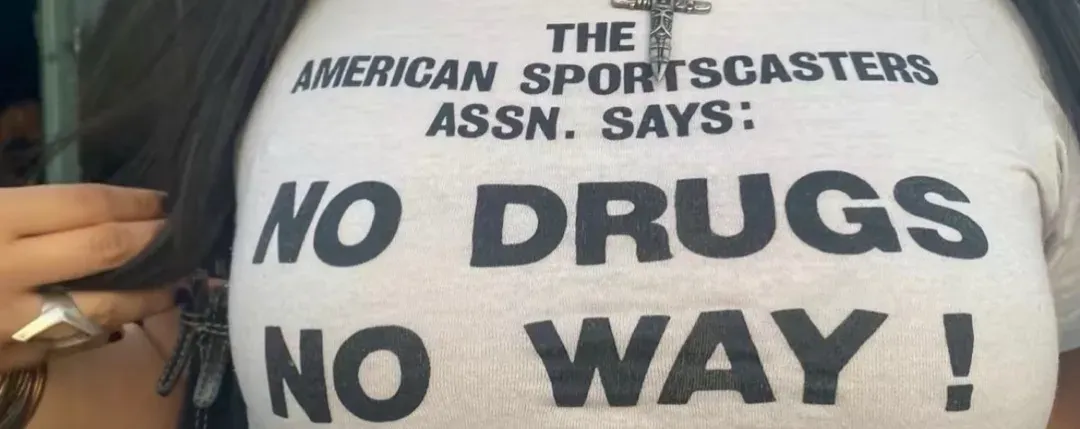 THE
AMERICAN SPORTSCASTERS
ASSN. SAYS:
NO DRUGS
NO WAY!